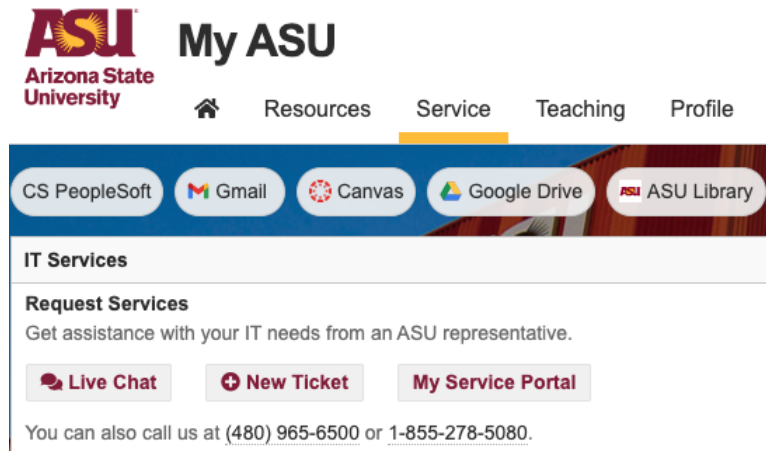 ASU
Arizona State
University
My ASU
Resources Service Teaching Profile
CS PeopleSoft Gmail Canvas Google Drive ASU ASU Library
IT Services
Request Services
Get assistance with your IT needs from an ASU representative.
Live Chat New Ticket My Service Portal
You can also call us at (480) 965-6500 or 1-855-278-5080.